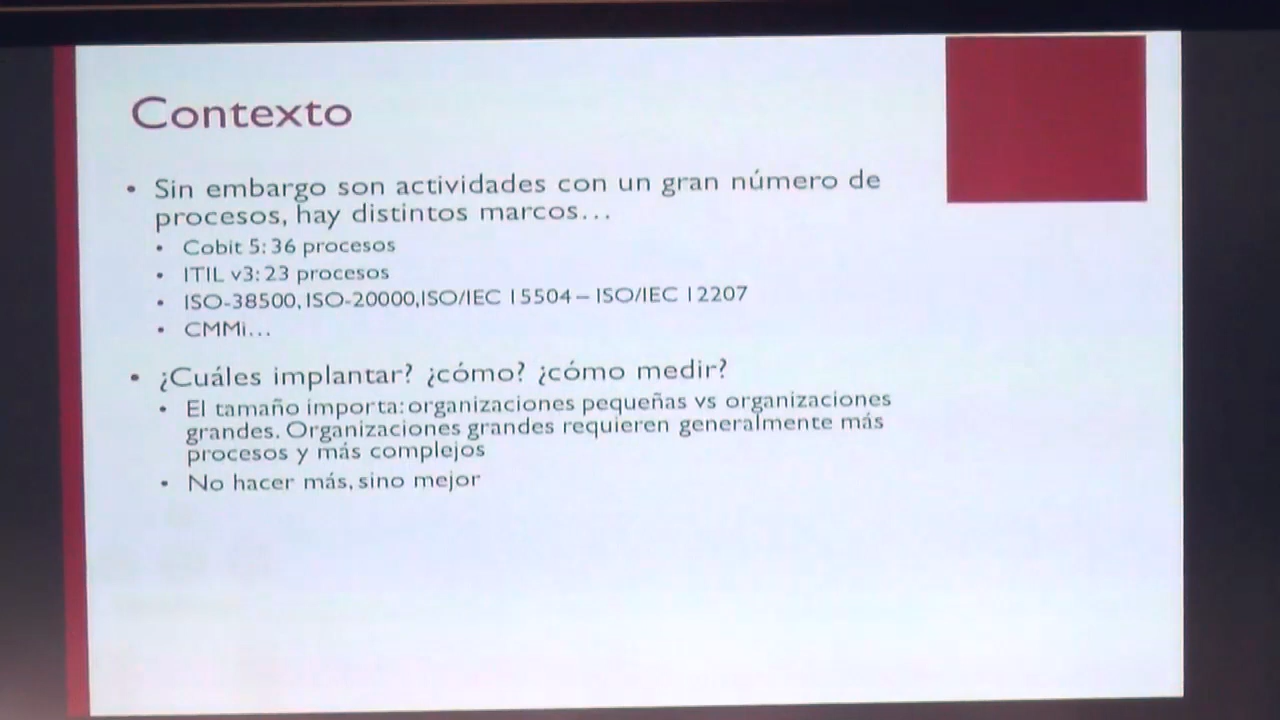 Contexto
• Sin embargo son actividades con un gran número de
procesos, hay distintos marcos...
• Cobit 5: 36 procesos
• ITIL v3: 23 procesos
• ISO-38500, ISO-20000,ISO/IEC 15504 – ISO/IEC 12207
• CMMi...
• ¿Cuáles implantar? ¿cómo? ¿cómo medir?
• El tamaño importa: organizaciones pequeñas vs organizaciones
grandes. Organizaciones grandes requieren generalmente más
procesos y más complejos
• No hacer más, sino mejor